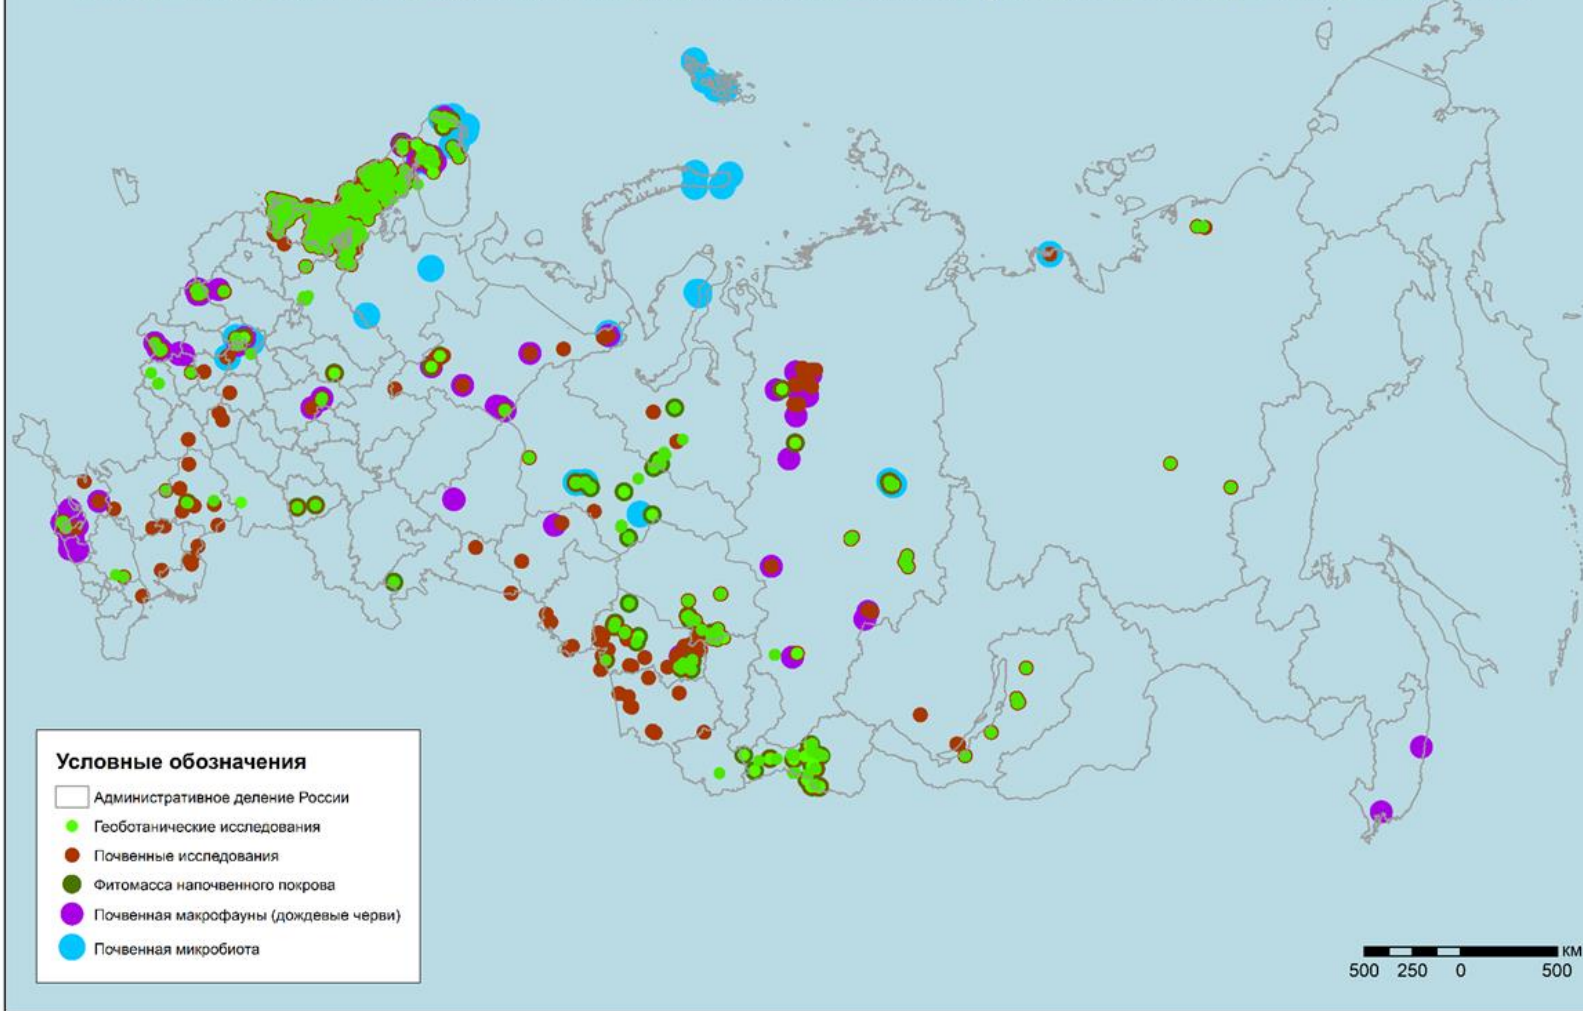 Условные обозначения
Административное деление России
Геоботанические исследования
Почвенные исследования
Фитомасса напочвенного покрова
Почвенная макрофауны (дождевые черви)
Почвенная микробиота
км
500 250 0 500